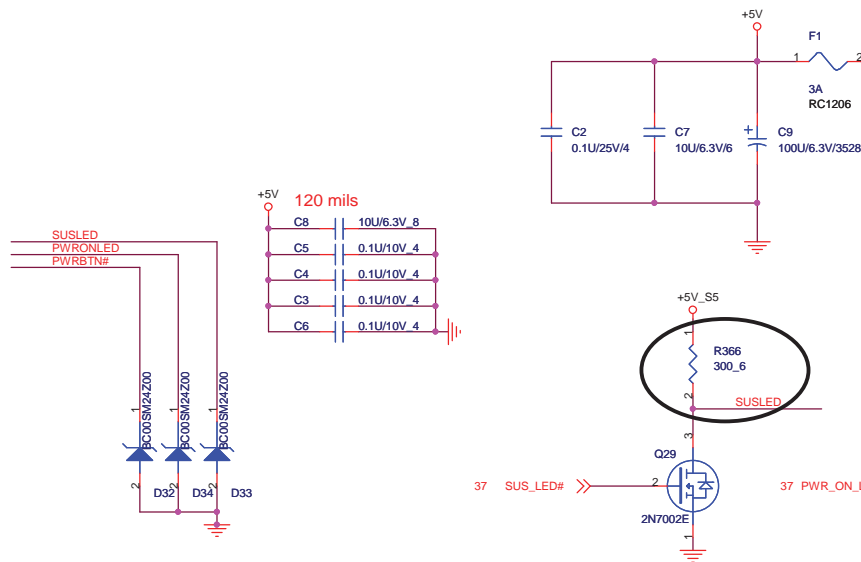 +5V
F1
1
2
3A
RC1206
C2
0.1U/25V/4
C7
10U/6.3V/6
+
C9
100U/6.3V/3528
+5V
120 mils
C8
10U/6.3V_8
C5
0.1U/10V_4
C4
0.1U/10V_4
C3
0.1U/10V_4
C6
0.1U/10V_4
SUSLED
PWRONLED
PWRBTN#
1
BC00SM24Z00
2
D32
1
BC00SM24Z00
2
D34
1
BC00SM24Z00
2
D33
+5V_S5
1
R366
300_6
2
SUSLED
3
Q29
37 SUS_LED#
2
2N7002E
1
37 PWR_ON_L